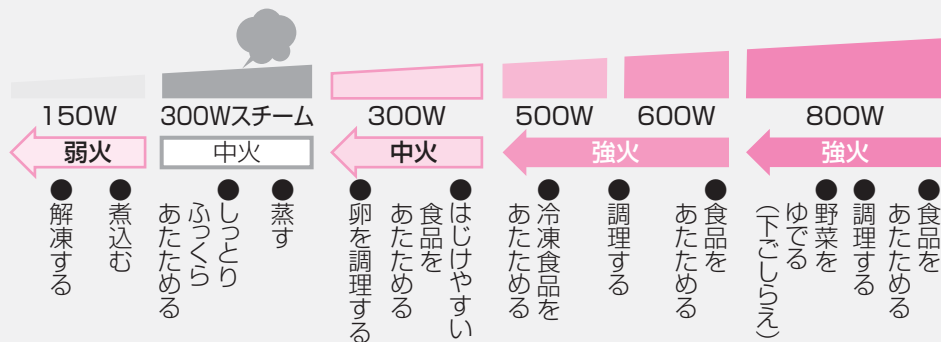 150W
300Wスチーム
300W
500W
600W
800W
弱火
中火
中火
強火
強火
●解凍する
●煮込む
●しっとり
ふっくら
あたためる
●蒸す
●卵を調理する
●はじけやすい
食品を
あたためる
●冷凍食品を
あたためる
●調理する
●食品を
あたためる
●野菜を
ゆでる
(下ごしらえ)
●調理する
●食品を
あたためる